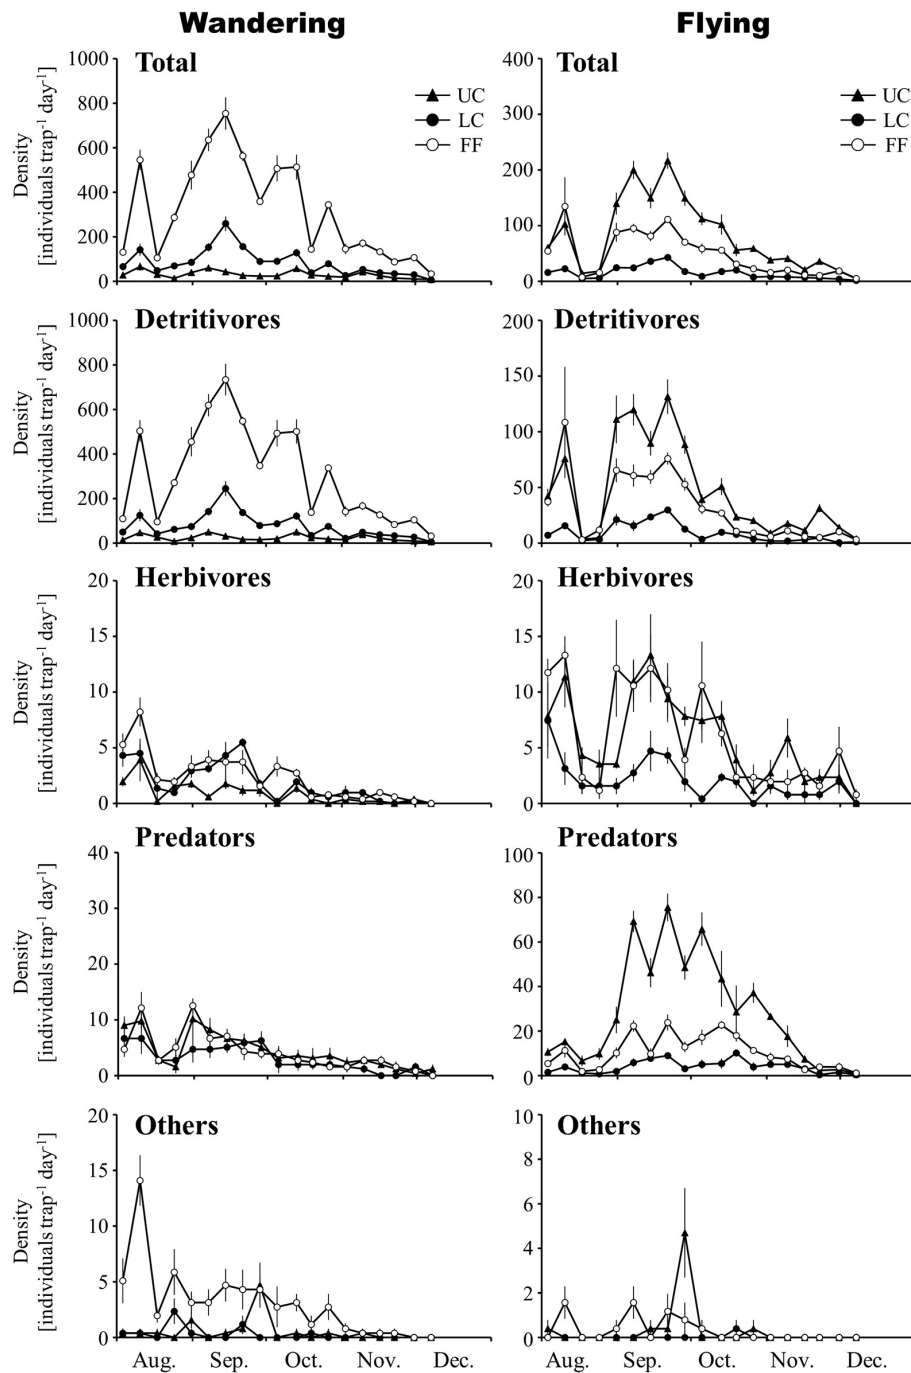 Wandering Flying
Total
1000
800
600
400
200
0
Density
[individuals trap-1 day-1]
UC
LC
FF
Total
400
300
200
100
0
UC
LC
FF
Detritivores
1000
800
600
400
200
0
Density
[individuals trap-1 day-1]
Detritivores
200
150
100
50
0
Herbivores
20
15
10
5
0
Density
[individuals trap-1 day-1]
Herbivores
20
15
10
5
0
Predators
40
30
20
10
0
Density
[individuals trap-1 day-1]
Predators
100
80
60
40
20
0
Others
20
15
10
5
0
Density
[individuals trap-1 day-1]
Others
10
8
6
4
2
0
Aug. Sep. Oct. Nov. Dec.
Aug. Sep. Oct. Nov. Dec.